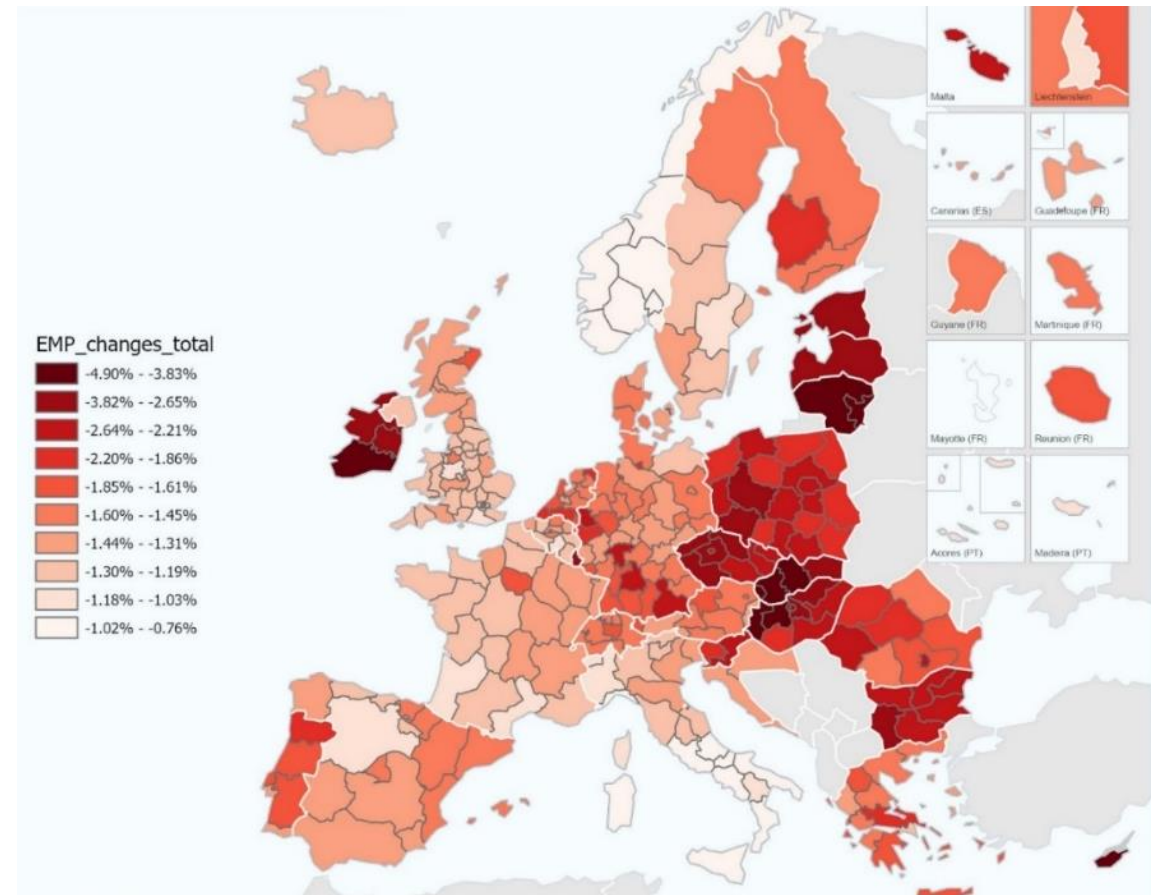 EMP_changes_total
-4.90% - -3.83%
-3.82% - -2.65%
-2.64% - -2.21%
-2.20% - -1.86%
-1.85% - -1.61%
-1.60% - -1.45%
-1.44% - -1.31%
-1.30% - -1.19%
-1.18% - -1.03%
-1.02% - -0.76%
Malta
Liechtenstein
Canarias (ES)
Guadeloupe (FR)
Guyane (FR)
Martinique (FR)
Mayotte (FR)
Reunion (FR)
Acores (PT)
Madeira (PT)